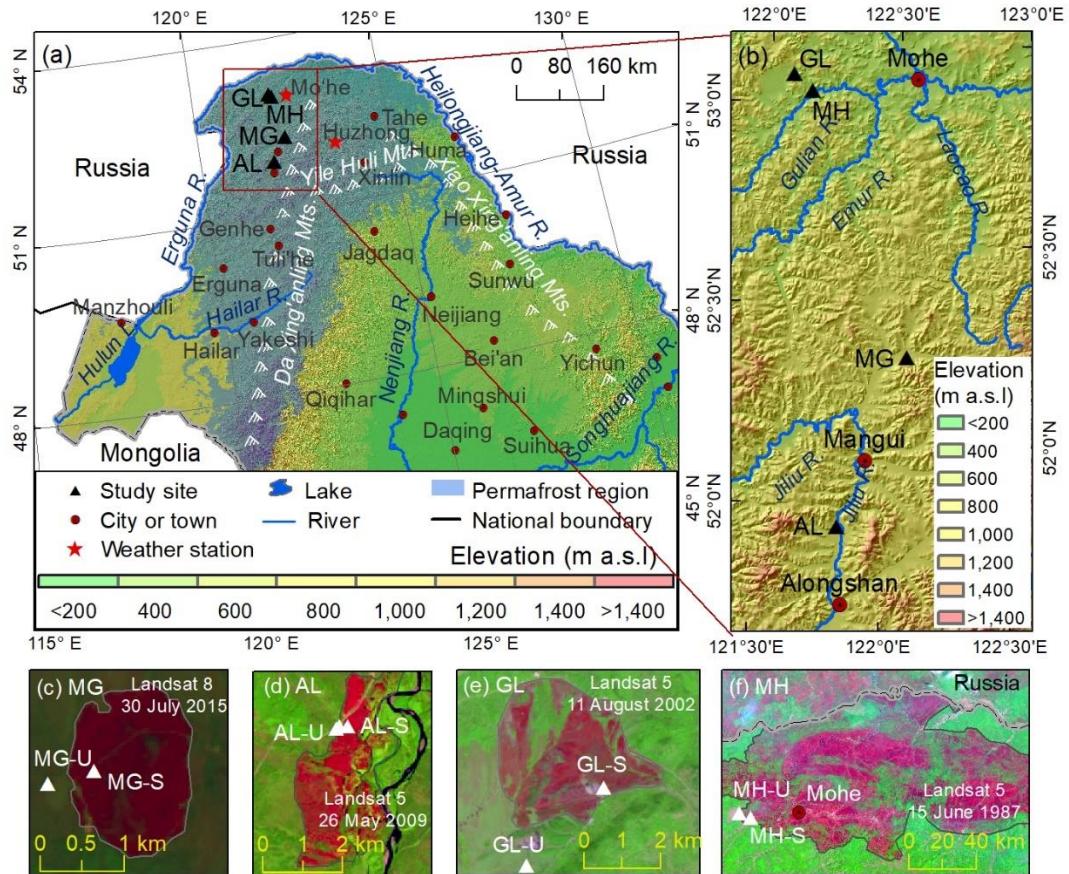 120° E
125° E
130° E
122°0'E
122°30'E
123°0'E
(a)
54° N
51° N
48° N
0 80 160 km
Mo'he
GL
MH
MG
AL
Huzhong
Tahe
Huma
Xinlin
Yile Huli Mts.
Heilongjiang-Amur R.
Russia
Russia
Xiao Xing'anling Mts.
Erguna R.
Genhe
Tuli'he
Erguna
Jagdaq
Heihe
Sunwu
Manzhouli
Hulun L.
Hailar R.
Hailar
Yakeshi
Da Xing'anling Mts.
Neijiang
Nenjiang R.
Bei'an
Yichun
Qiqihar
Mingshui
Daqing
Suihua
Songhuajiang R.
Mongolia
51° N
48° N
45° N
Study site
City or town
Weather station
Lake
River
Permafrost region
National boundary
Elevation (m a.s.l)
<200 400 600 800 1,000 1,200 1,400 >1,400
115° E
120° E
125° E
(b)
GL
MH
Mohe
Gulian R.
Emur R.
Laocao R.
MG
Mangui
Jiliu R.
Jiliu R.
AL
Alongshan
53°0'N
52°30'N
52°0'N
52°30'N
52°0'N
Elevation
(m a.s.l)
<200
400
600
800
1,000
1,200
1,400
>1,400
121°30'E
122°0'E
122°30'E
(c) MG
Landsat 8
30 July 2015
MG-U
MG-S
0 0.5 1 km
(d) AL
AL-U
AL-S
Landsat 5
26 May 2009
0 1 2 km
(e) GL
Landsat 5
11 August 2002
GL-S
GL-U
0 1 2 km
(f) MH
Russia
MH-U
Mohe
MH-S
Landsat 5
15 June 1987
0 20 40 km